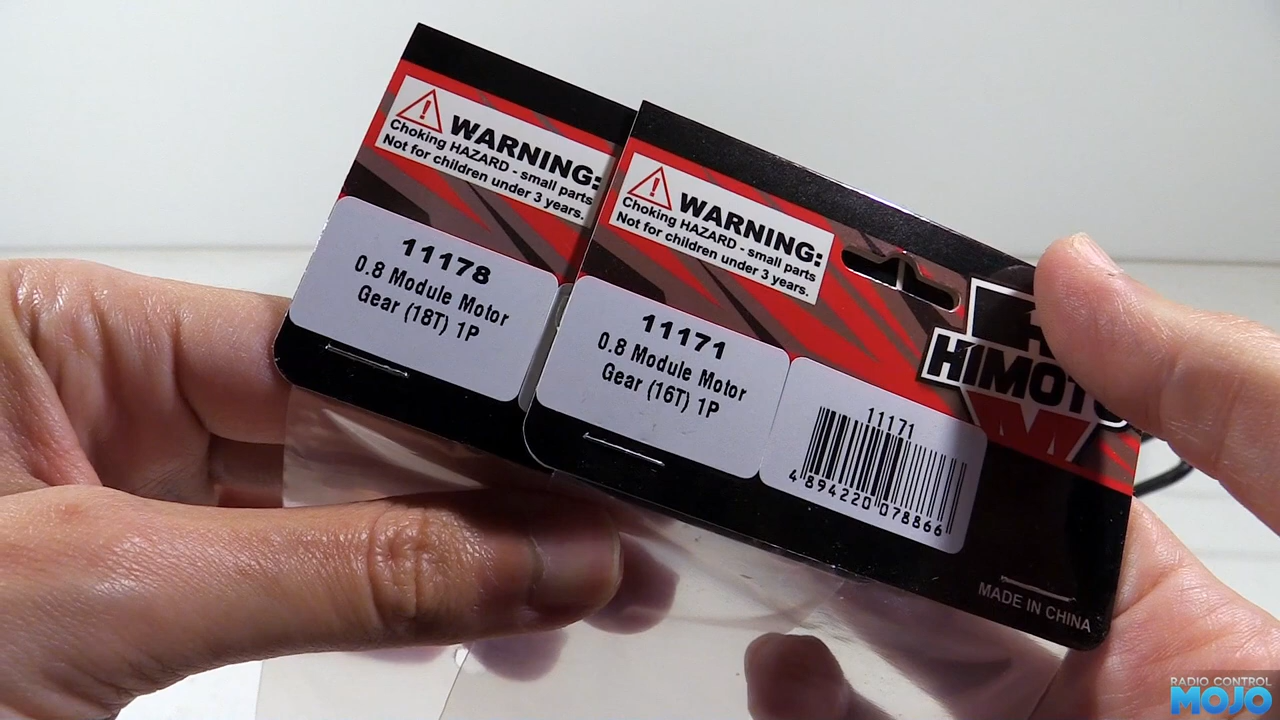 WARNING:
Choking HAZARD - small parts
Not for children under 3 years.
11178
0.8 Module Motor
Gear (18T) 1P
WARNING:
Choking HAZARD - small parts
Not for children under 3 years.
11171
0.8 Module Motor
Gear (16T) 1P
11171
4 894220 078866
HIMOTO
MADE IN CHINA
RADIO CONTROL
MOJO